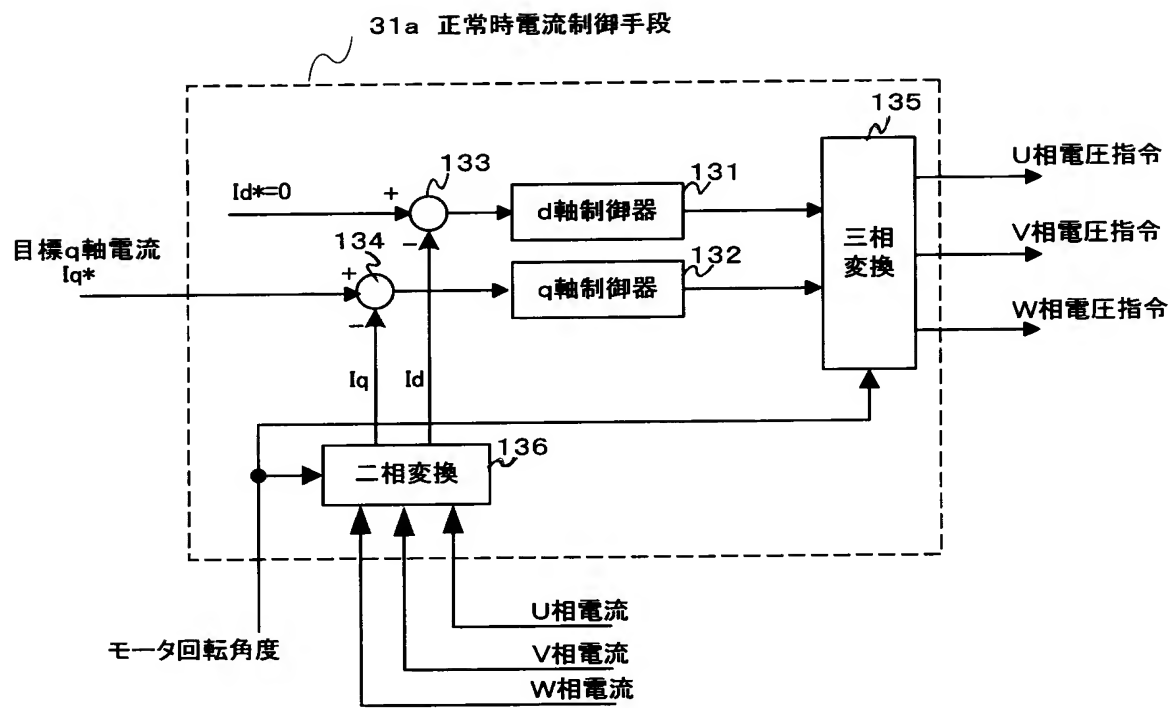 31a 正常時電流制御手段
135
U相電圧指令
133
131
Id*=0
+
d軸制御器
−
三相
変換
V相電圧指令
目標q軸電流
Iq*
134
+
132
q軸制御器
−
W相電圧指令
Iq
Id
136
二相変換
U相電流
モータ回転角度
V相電流
W相電流